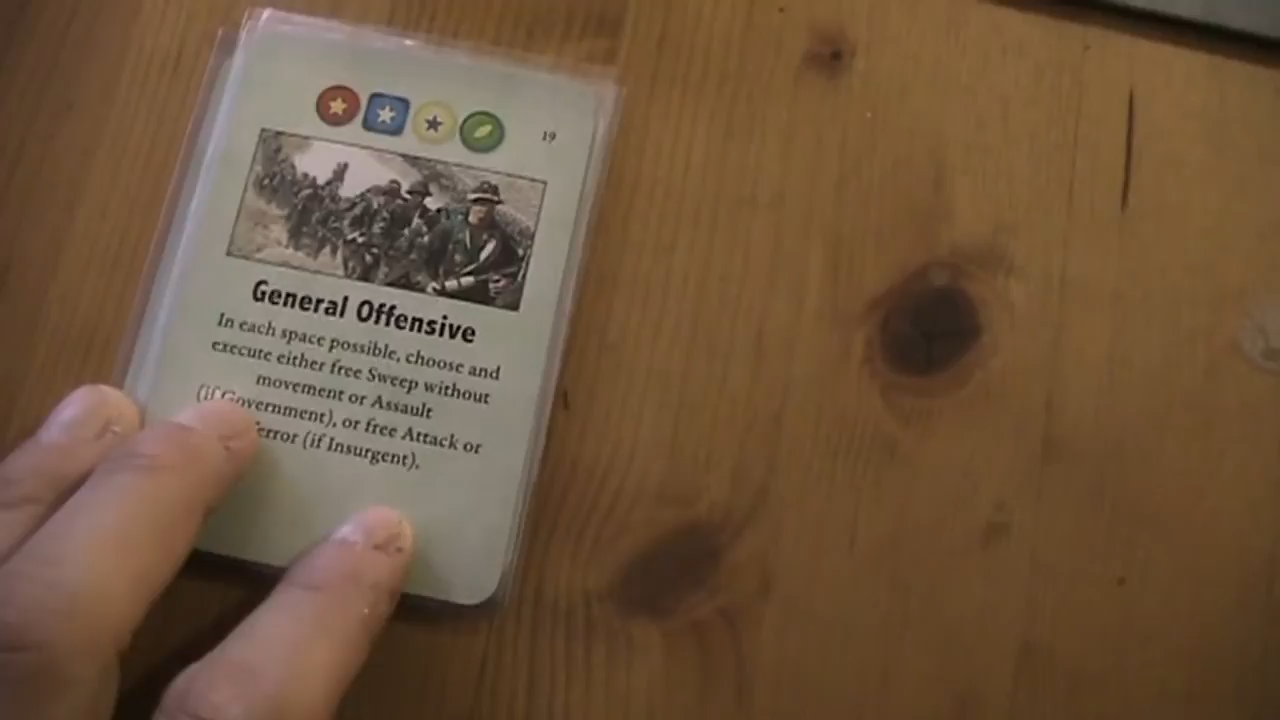 19
General Offensive
In each space possible, choose and
execute either free Sweep without
movement or Assault
(if Government), or free Attack or
(if Insurgent).